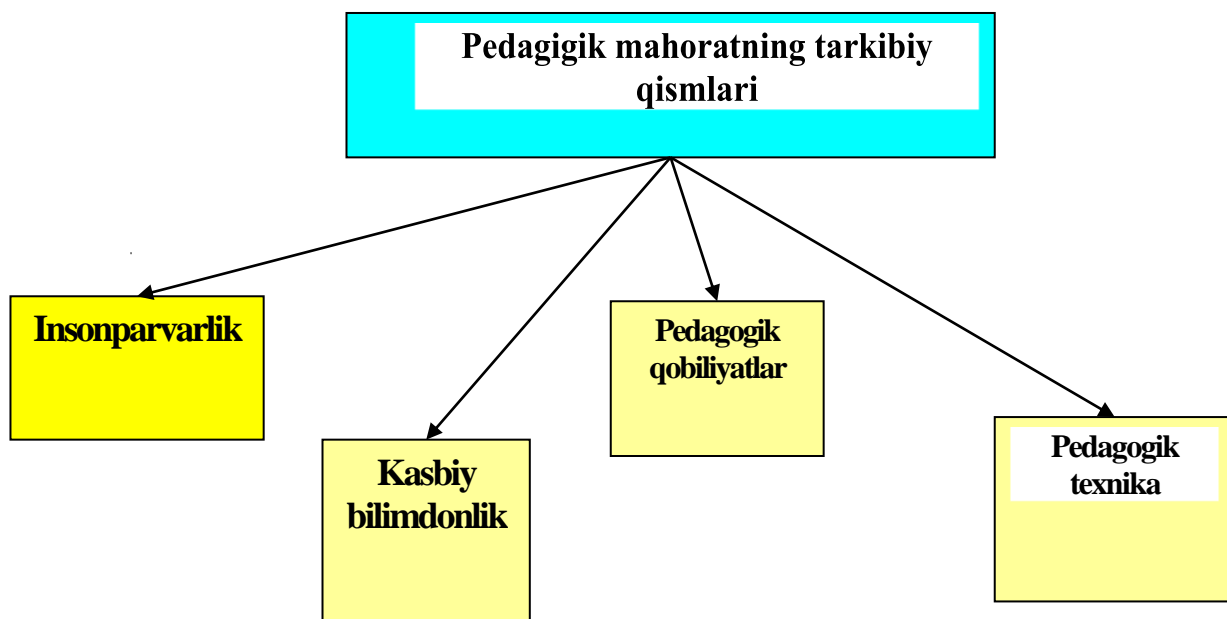 Pedagigik mahoratning tarkibiy
qismlari
Insonparvarlik
Pedagogik
qobiliyatlar
Kasbiy
bilimdonlik
Pedagogik
texnika